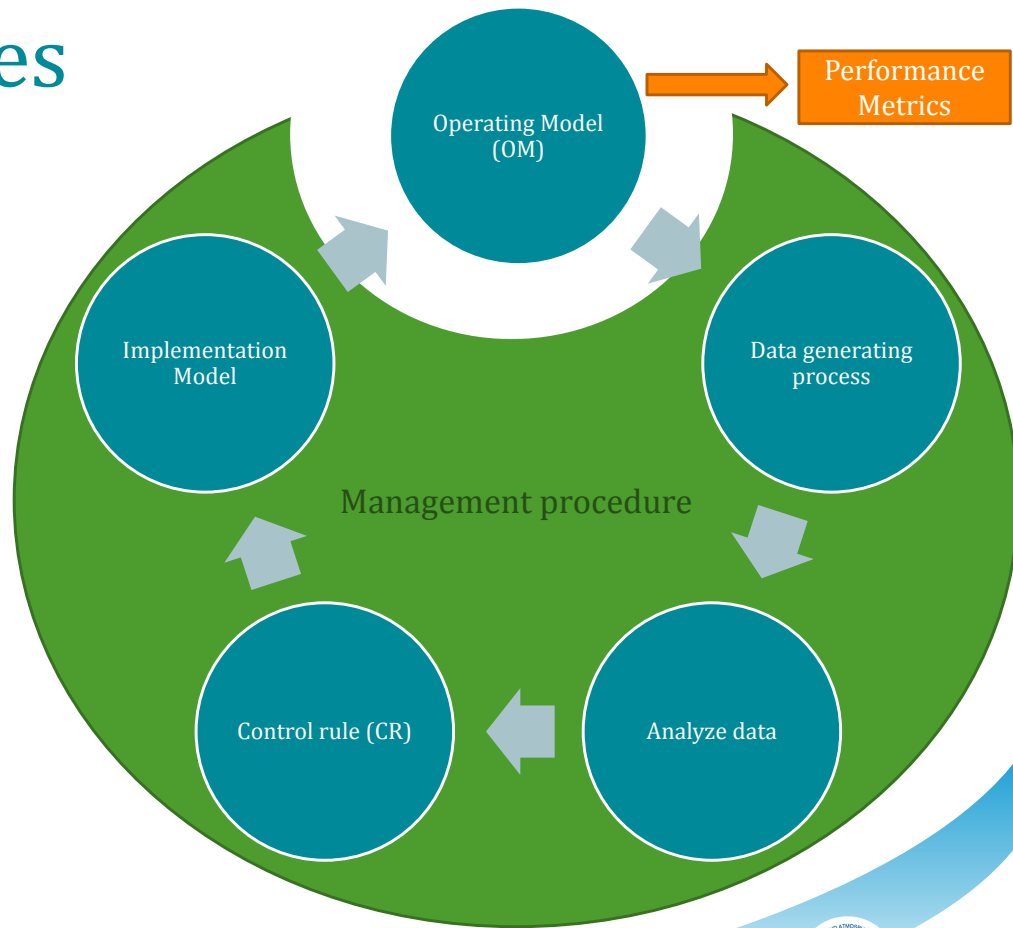 es
Operating Model
(OM)
Performance
Metrics
Implementation
Model
Data generating
process
Management procedure
Control rule (CR)
Analyze data